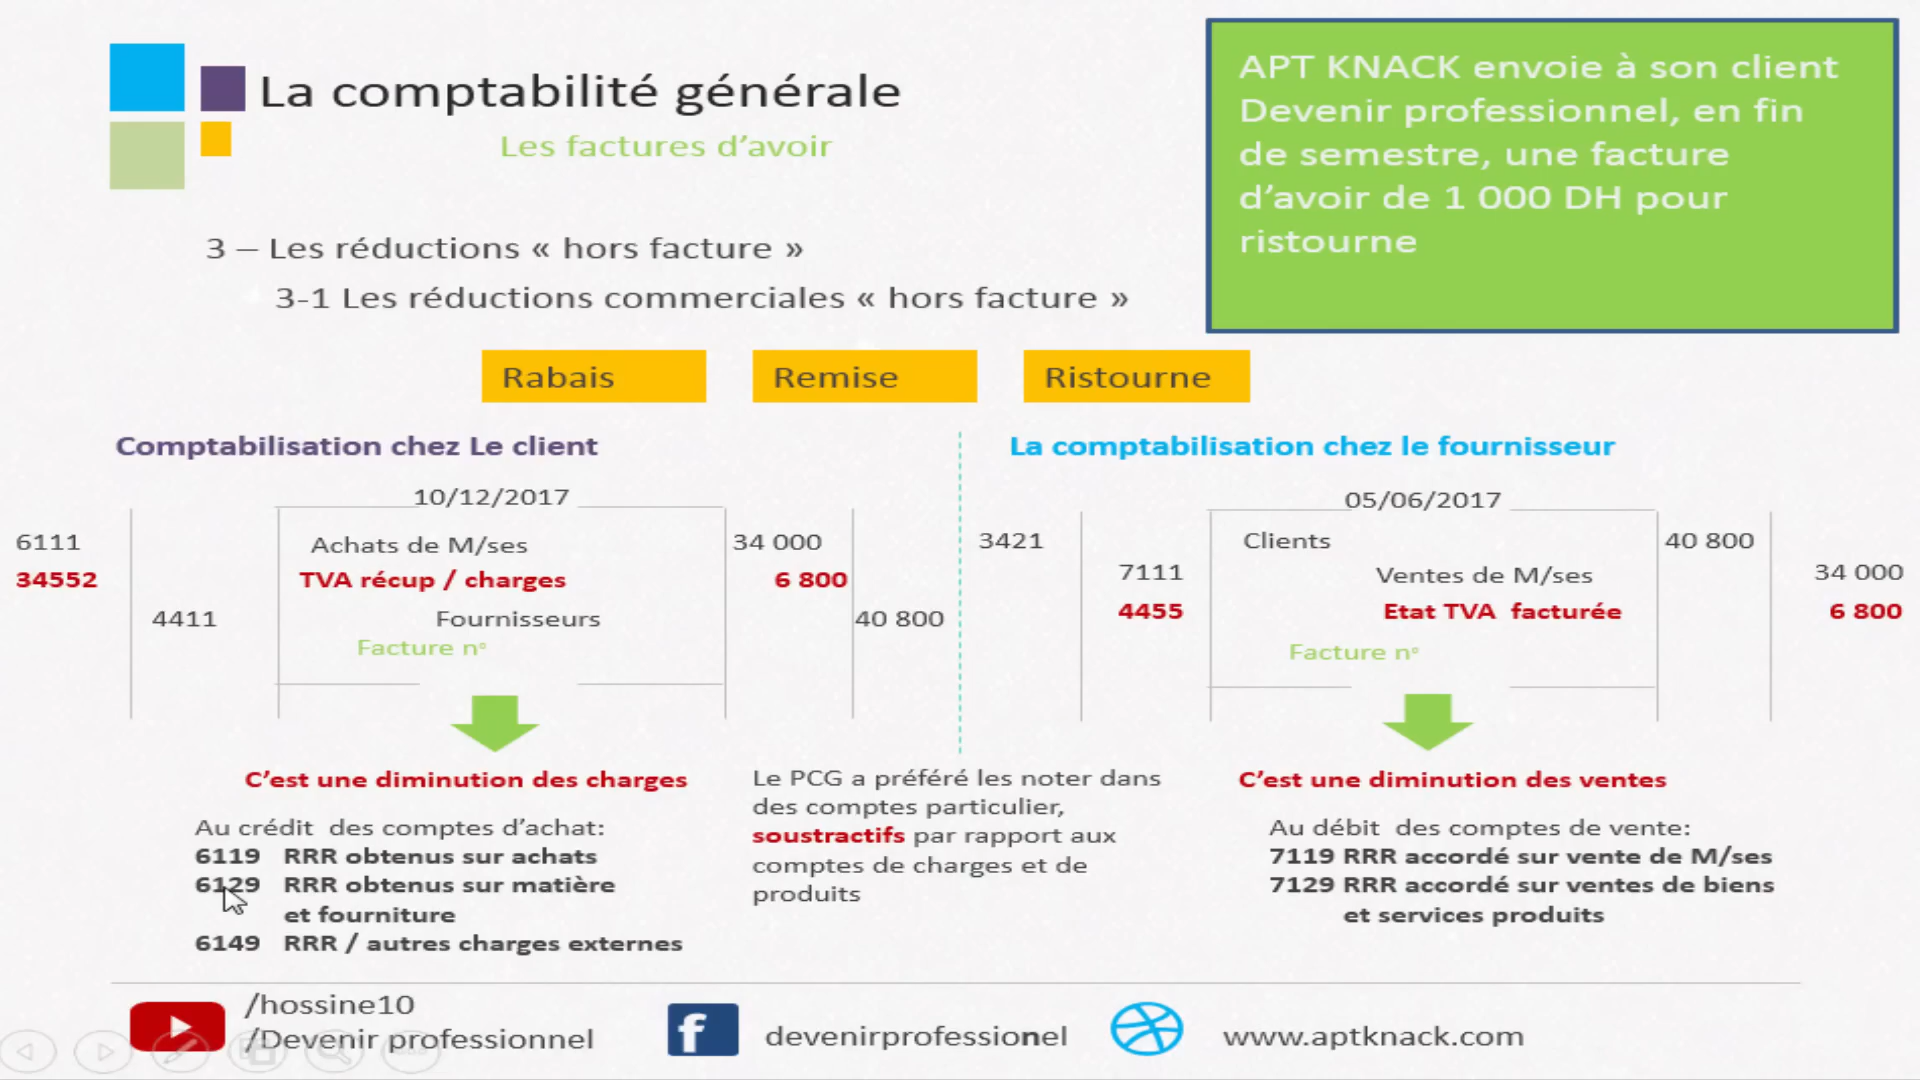 La comptabilité générale
Les factures d’avoir
APT KNACK envoie à son client
Devenir professionnel, en fin
de semestre, une facture
d’avoir de 1 000 DH pour
ristourne
3 – Les réductions « hors facture »
3-1 Les réductions commerciales « hors facture »
Rabais
Remise
Ristourne
Comptabilisation chez Le client
10/12/2017
6111 Achats de M/ses 34 000
34552 TVA récup / charges 6 800
4411 Fournisseurs 40 800
Facture n°
C’est une diminution des charges
Au crédit des comptes d’achat:
6119 RRR obtenus sur achats
6129 RRR obtenus sur matière
et fourniture
6149 RRR / autres charges externes
Le PCG a préféré les noter dans
des comptes particulier,
soustractifs par rapport aux
comptes de charges et de
produits
La comptabilisation chez le fournisseur
05/06/2017
3421 Clients 40 800
7111 Ventes de M/ses 34 000
4455 Etat TVA facturée 6 800
Facture n°
C’est une diminution des ventes
Au débit des comptes de vente:
7119 RRR accordé sur vente de M/ses
7129 RRR accordé sur ventes de biens
et services produits
/hossine10
/Devenir professionnel
devenirprofessionel
www.aptknack.com